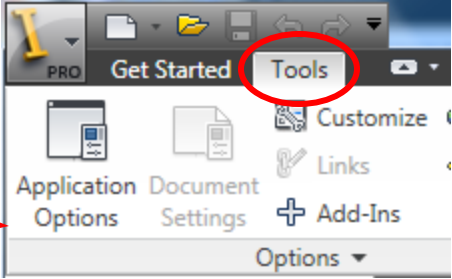 PRO
Get Started Tools
Application Options
Document Settings
Customize
Links
Add-Ins
Options